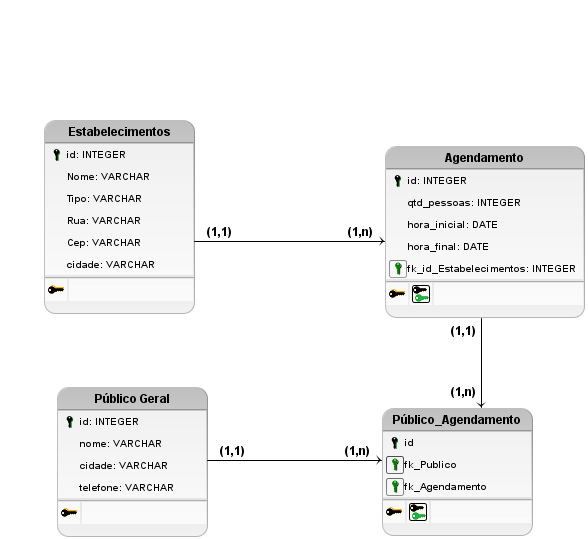 Estabelecimentos
id: INTEGER
Nome: VARCHAR
Tipo: VARCHAR
Rua: VARCHAR
Cep: VARCHAR
cidade: VARCHAR
(1,1)
(1,n)
Agendamento
id: INTEGER
qtd_pessoas: INTEGER
hora_inicial: DATE
hora_final: DATE
fk_id_Estabelecimentos: INTEGER
(1,1)
(1,n)
Público Geral
id: INTEGER
nome: VARCHAR
cidade: VARCHAR
telefone: VARCHAR
(1,1)
(1,n)
Público_Agendamento
id
fk_Publico
fk_Agendamento